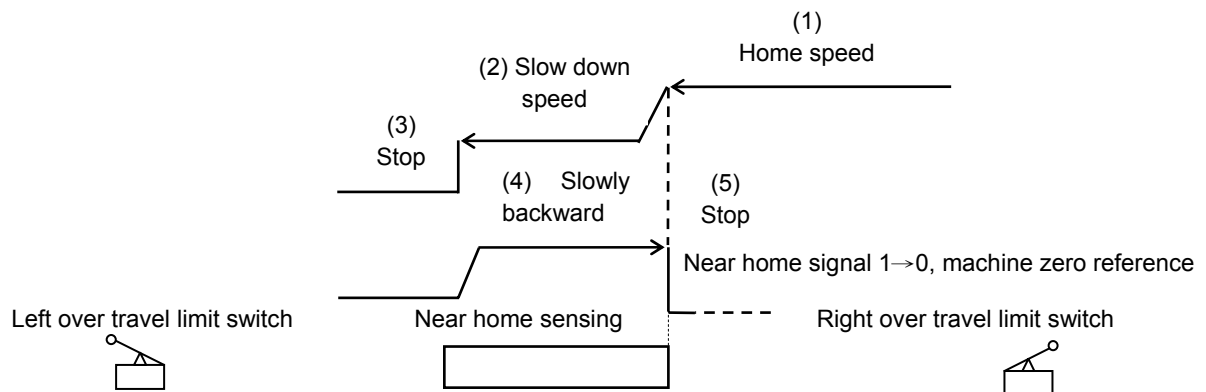 (1)
Home speed
(2) Slow down
speed
(3)
Stop
(4) Slowly
backward
(5)
Stop
Near home signal 1→0, machine zero reference
Left over travel limit switch
Near home sensing
Right over travel limit switch